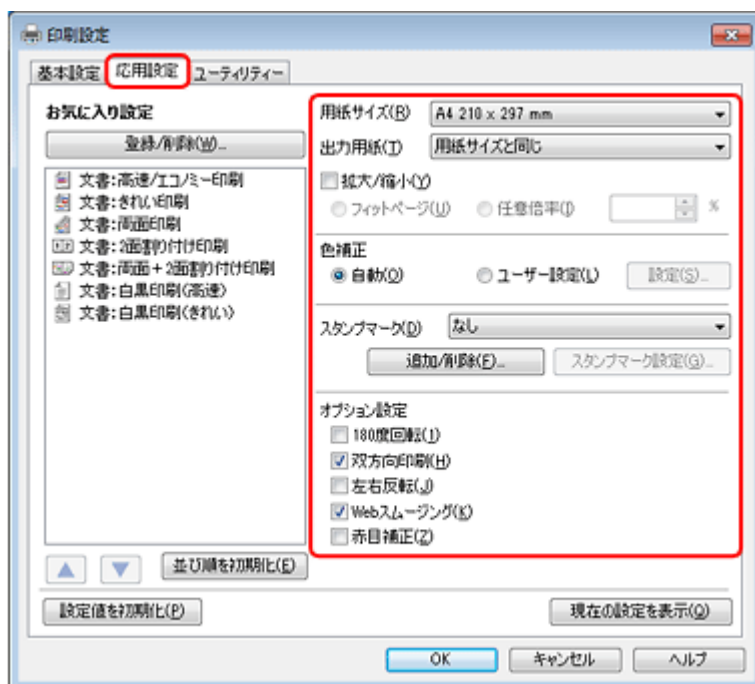 印刷設定
基本設定 応用設定 ユーティリティー
お気に入り設定
登録/削除(W)...
文書:高速/エコノミー印刷
文書:きれい印刷
文書:両面印刷
文書:2面割り付け印刷
文書:両面+2面割り付け印刷
文書:白黒印刷(高速)
文書:白黒印刷(きれい)
並び順を初期化(E)
用紙サイズ(R) A4 210 x 297 mm
出力用紙(T) 用紙サイズと同じ
拡大/縮小(Y)
フィットページ(U) 任意倍率(I) %
色補正
自動(O) ユーザー設定(L) 設定(S)...
スタンプマーク(D) なし
追加/削除(F)... スタンプマーク設定(G)...
オプション設定
180度回転(1)
双方向印刷(H)
左右反転(J)
Webスムージング(K)
赤目補正(Z)
設定値を初期化(P) 現在の設定を表示(Q)
OK キャンセル ヘルプ